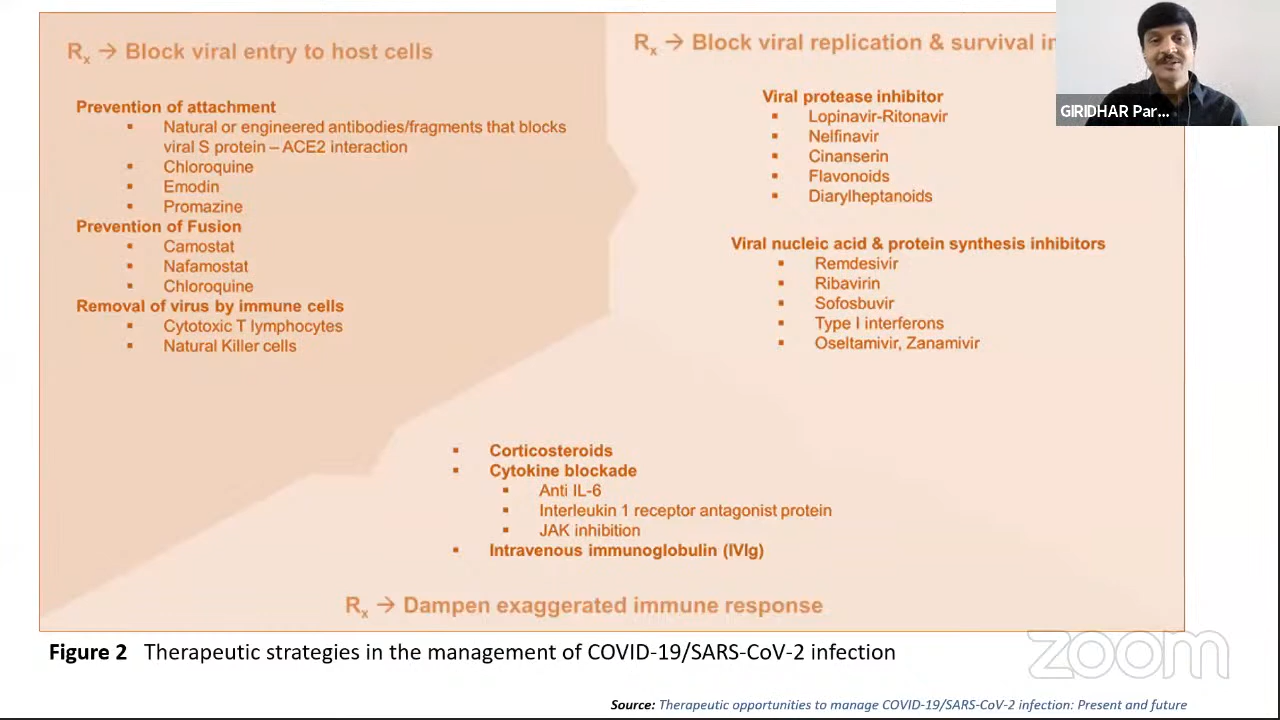 Rx → Block viral entry to host cells
Prevention of attachment
▪ Natural or engineered antibodies/fragments that blocks
viral S protein – ACE2 interaction
▪ Chloroquine
▪ Emodin
▪ Promazine
Prevention of Fusion
▪ Camostat
▪ Nafamostat
▪ Chloroquine
Removal of virus by immune cells
▪ Cytotoxic T lymphocytes
▪ Natural Killer cells
Rx → Block viral replication & survival
Viral protease inhibitor
▪ Lopinavir-Ritonavir
▪ Nelfinavir
▪ Cinanserin
▪ Flavonoids
▪ Diarylheptanoids
Viral nucleic acid & protein synthesis inhibitors
▪ Remdesivir
▪ Ribavirin
▪ Sofosbuvir
▪ Type I interferons
▪ Oseltamivir, Zanamivir
GIRIDHAR Par...
▪ Corticosteroids
▪ Cytokine blockade
▪ Anti IL-6
▪ Interleukin 1 receptor antagonist protein
▪ JAK inhibition
▪ Intravenous immunoglobulin (IVIg)
Rx → Dampen exaggerated immune response
Figure 2 Therapeutic strategies in the management of COVID-19/SARS-CoV-2 infection
zoom
Source: Therapeutic opportunities to manage COVID-19/SARS-CoV-2 infection: Present and future